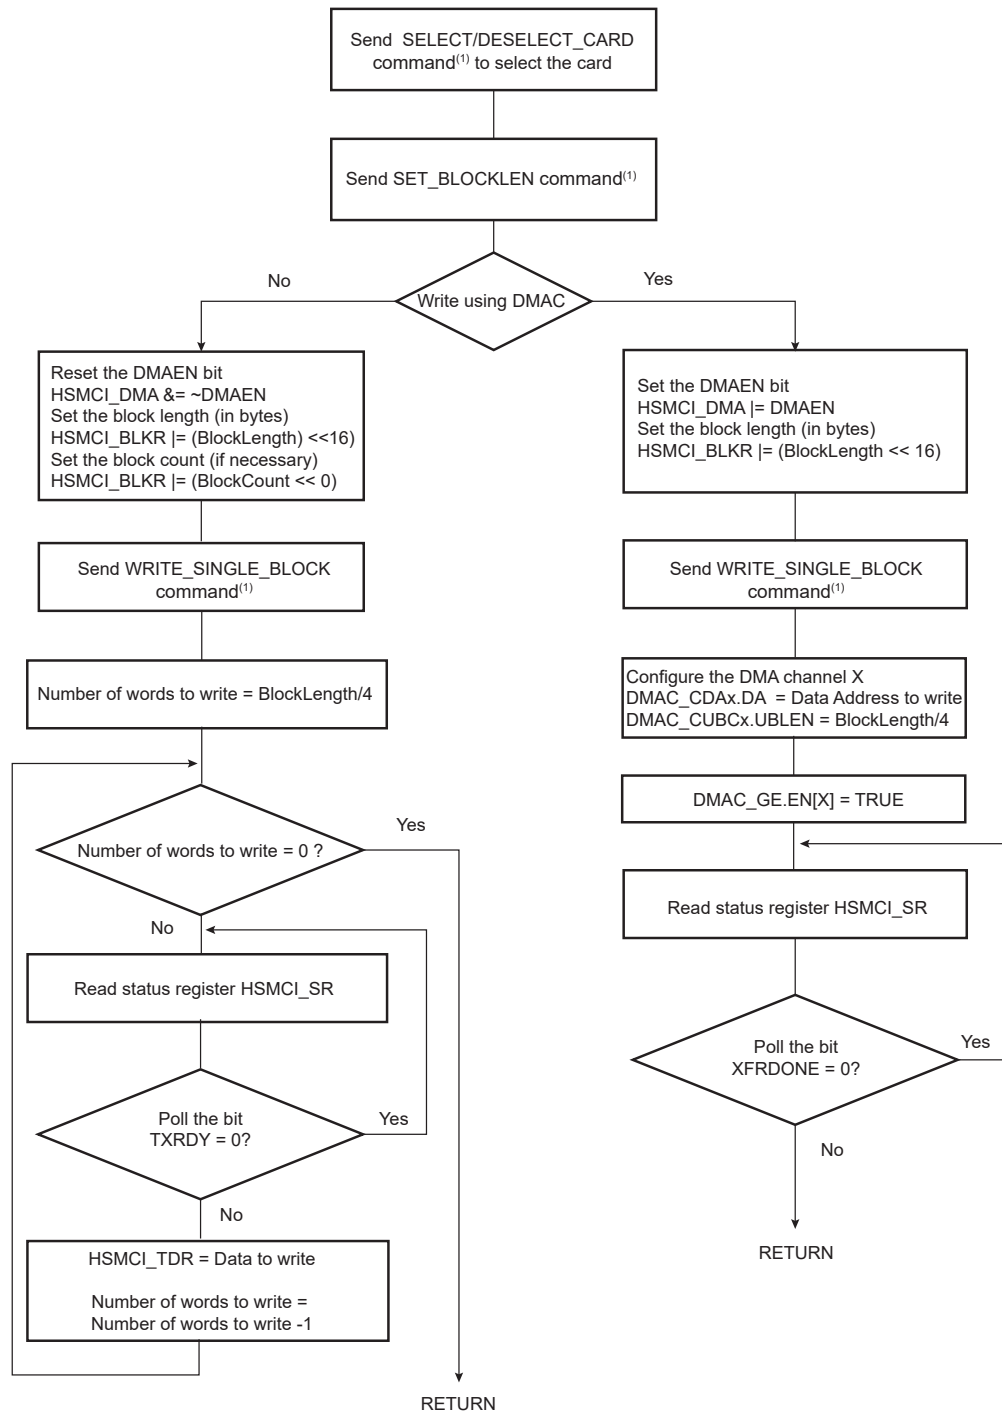 Send SELECT/DESELECT_CARD
command(1) to select the card
Send SET_BLOCKLEN command(1)
No
Write using DMAC
Yes
Reset the DMAEN bit
HSMCI_DMA &= ~DMAEN
Set the block length (in bytes)
HSMCI_BLKR |= (BlockLength) <<16)
Set the block count (if necessary)
HSMCI_BLKR |= (BlockCount << 0)
Send WRITE_SINGLE_BLOCK
command(1)
Number of words to write = BlockLength/4
Number of words to write = 0 ?
Yes
No
Read status register HSMCI_SR
Poll the bit
TXRDY = 0?
Yes
No
HSMCI_TDR = Data to write
Number of words to write =
Number of words to write -1
RETURN
Set the DMAEN bit
HSMCI_DMA |= DMAEN
Set the block length (in bytes)
HSMCI_BLKR |= (BlockLength << 16)
Send WRITE_SINGLE_BLOCK
command(1)
Configure the DMA channel X
DMAC_CDAx.DA = Data Address to write
DMAC_CUBCx.UBLEN = BlockLength/4
DMAC_GE.EN[X] = TRUE
Read status register HSMCI_SR
Poll the bit
XFRDONE = 0?
Yes
No
RETURN